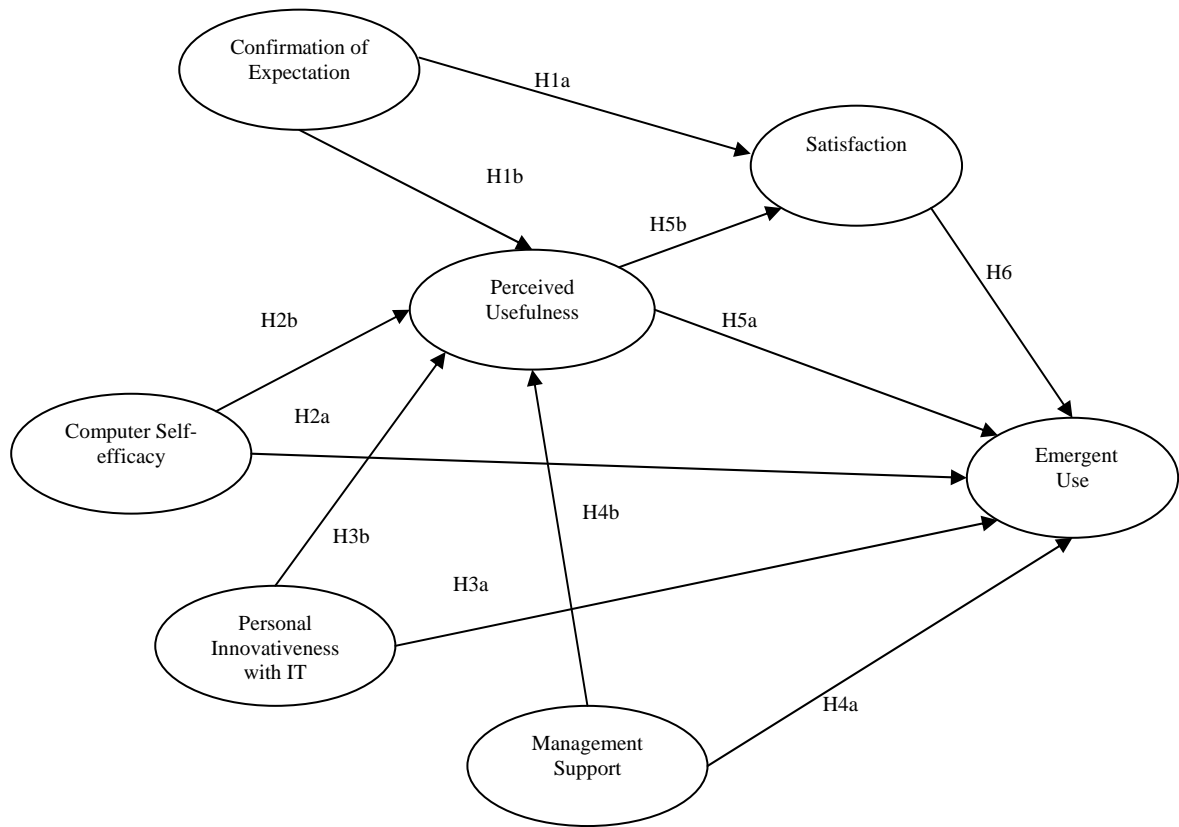 Confirmation of
Expectation
H1a
Satisfaction
H1b
H5b
H6
Perceived
Usefulness
H2b
H5a
H2a
Computer Self-
efficacy
Emergent
Use
H4b
H3b
H3a
Personal
Innovativeness
with IT
H4a
Management
Support